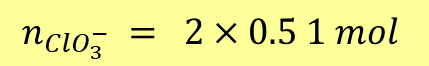 n_{ClO_3^-} = 2 × 0.5 1 mol